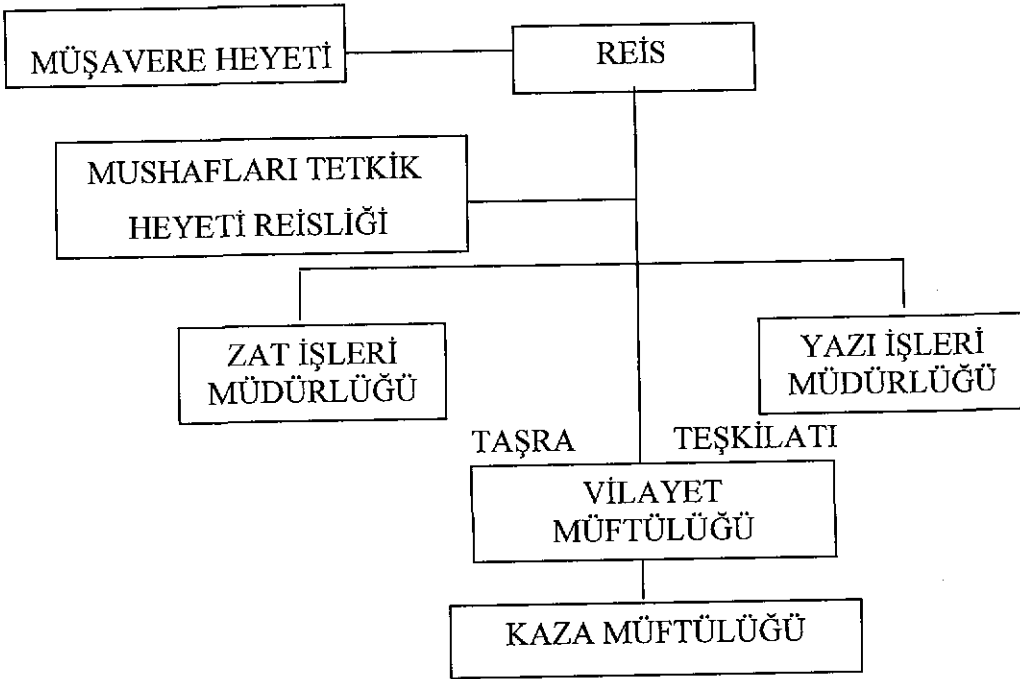 MÜŞAVERE HEYETİ
REİS
MUSHAFLARI TETKİK
HEYETİ REİSLİĞİ
ZAT İŞLERİ
MÜDÜRLÜĞÜ
YAZI İŞLERİ
MÜDÜRLÜĞÜ
TAŞRA TEŞKİLATI
VİLAYET
MÜFTÜLÜĞÜ
KAZA MÜFTÜLÜĞÜ